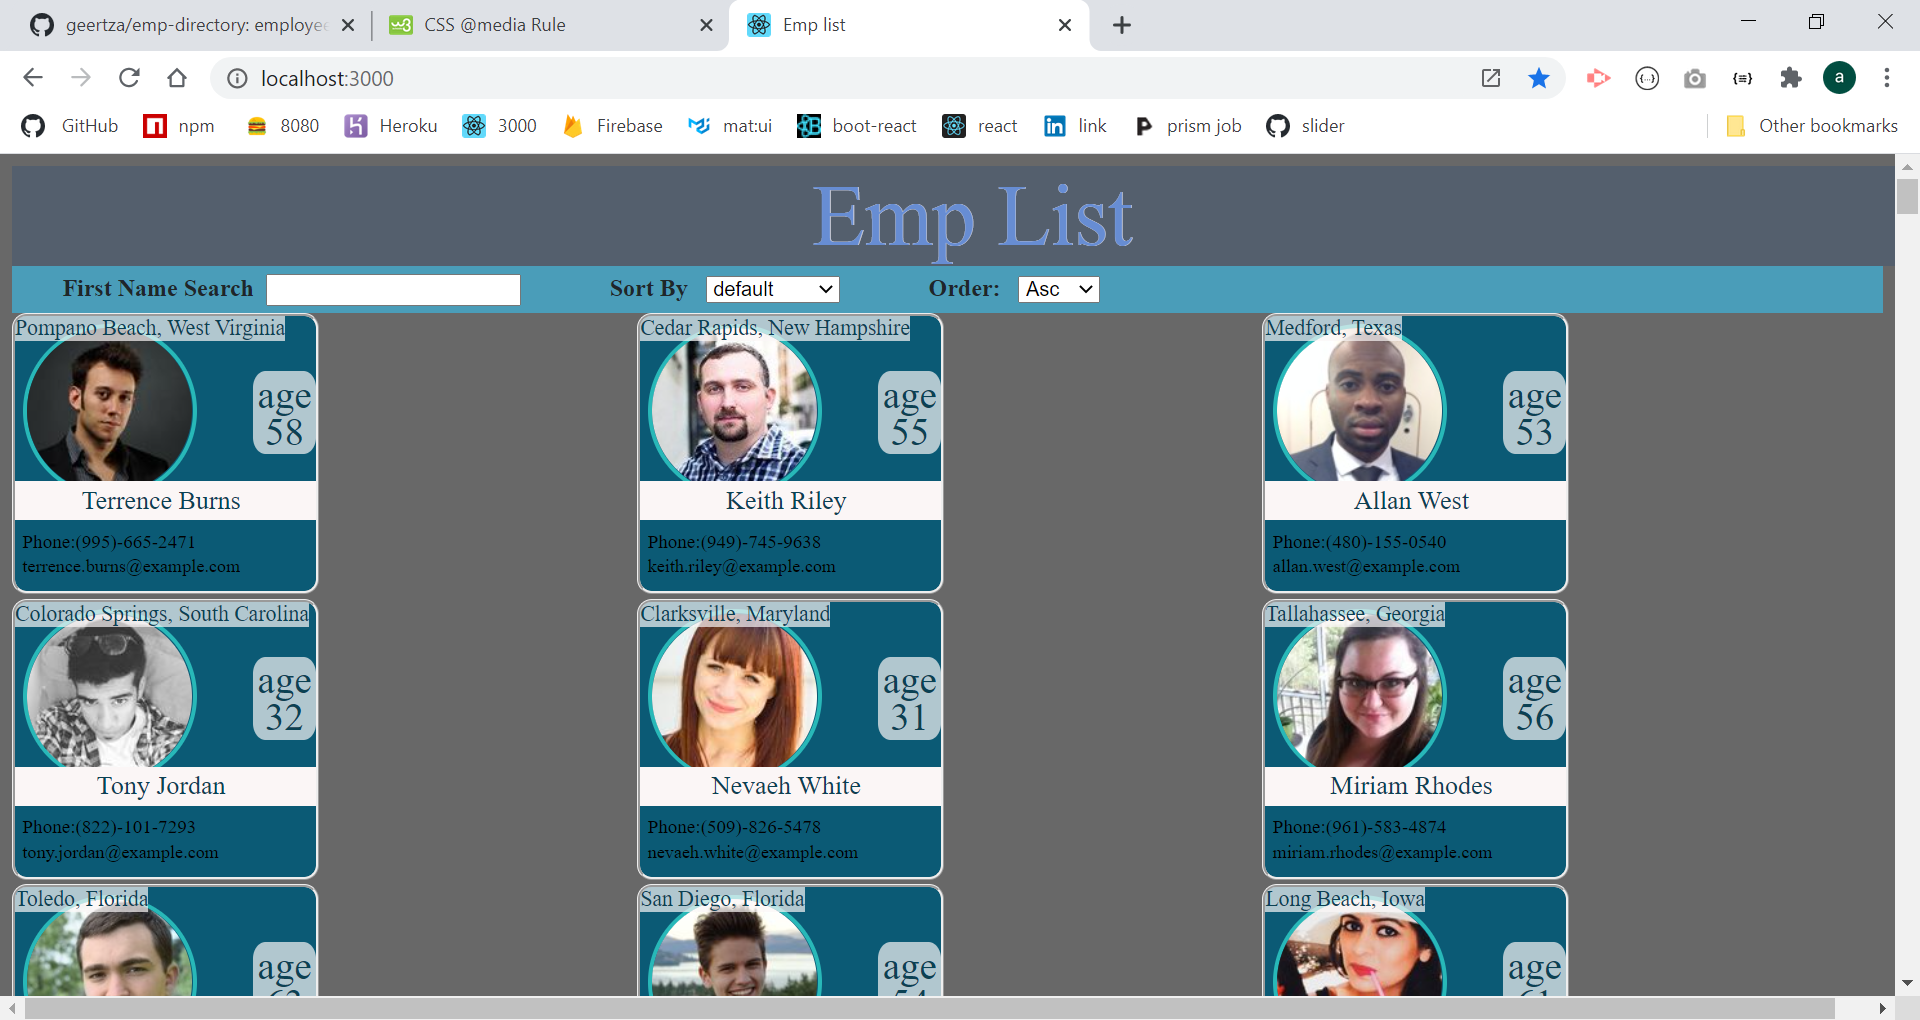 geertza/emp-directory: employe
CSS @media Rule
Emp list
localhost:3000
a
GitHub
npm
8080
Heroku
3000
Firebase
mat:ui
boot-react
react
link
prism job
slider
Other bookmarks
Emp List
First Name Search
Sort By
default
Order:
Asc
Pompano Beach, West Virginia
age
58
Terrence Burns
Phone:(995)-665-2471
terrence.burns@example.com
Cedar Rapids, New Hampshire
age
55
Keith Riley
Phone:(949)-745-9638
keith.riley@example.com
Medford, Texas
age
53
Allan West
Phone:(480)-155-0540
allan.west@example.com
Colorado Springs, South Carolina
age
32
Tony Jordan
Phone:(822)-101-7293
tony.jordan@example.com
Clarksville, Maryland
age
31
Nevaeh White
Phone:(509)-826-5478
nevaeh.white@example.com
Tallahassee, Georgia
age
56
Miriam Rhodes
Phone:(961)-583-4874
miriam.rhodes@example.com
Toledo, Florida
age
San Diego, Florida
age
Long Beach, Iowa
age